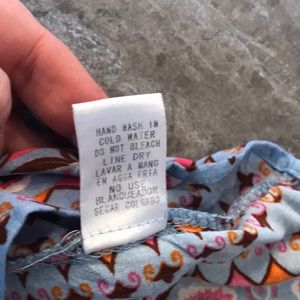 HAND WASH IN
COLD WATER
DO NOT BLEACH
LINE DRY
LAVAR A MANO
EN AGUA FRIA
NO USE
BLANQUEADOR
SECAR COLGADO